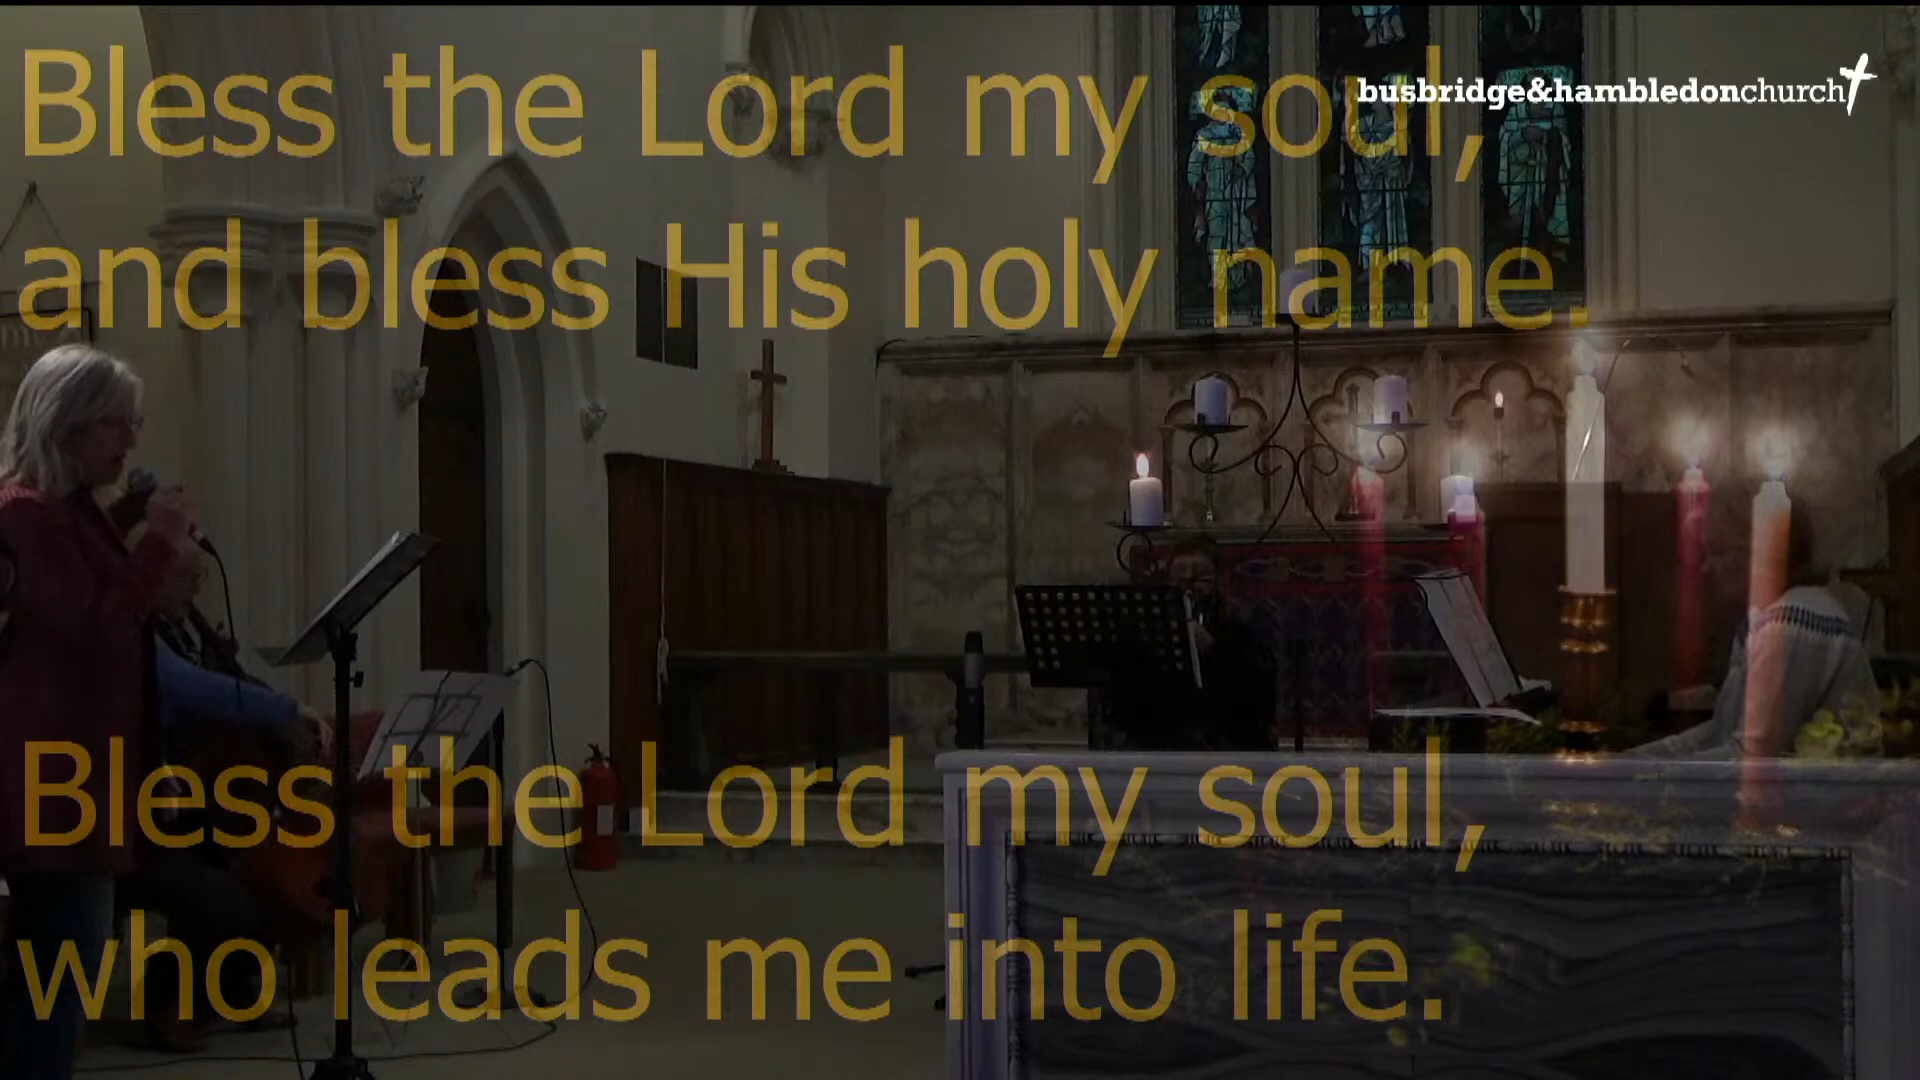 Bless the Lord my soul,
busbridge&hambledonchurch
and bless His holy name.
Bless the Lord my soul,
who leads me into life.